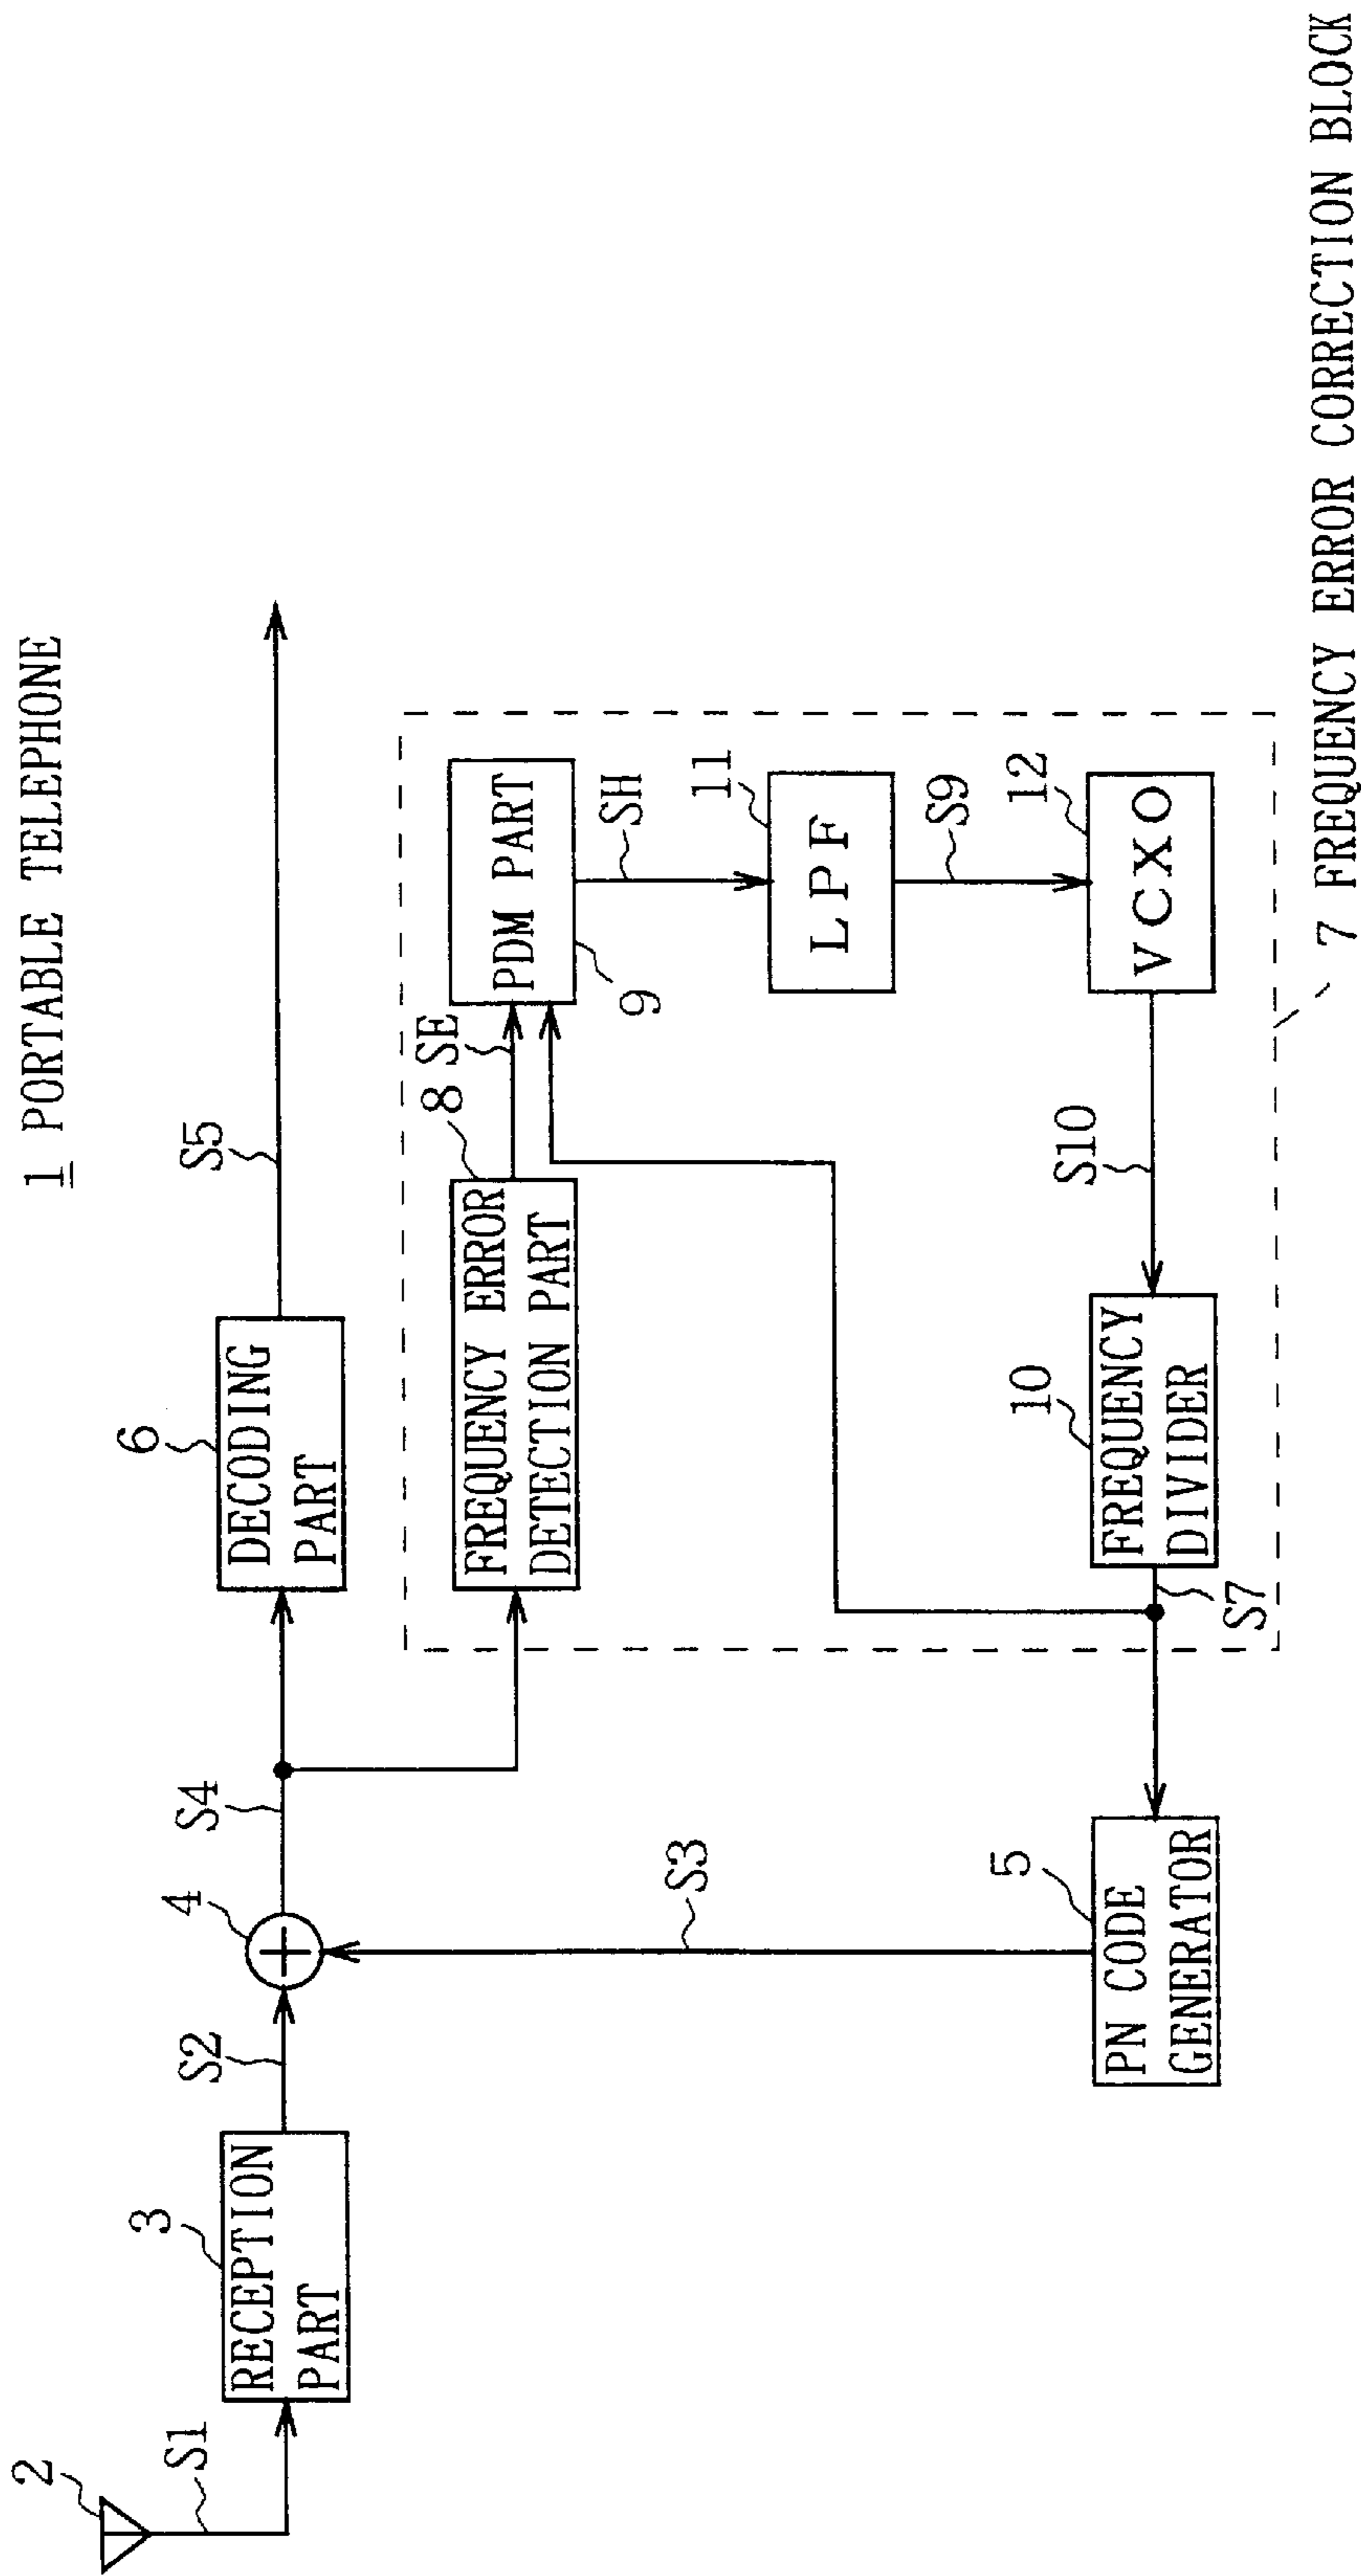 1 PORTABLE TELEPHONE
2
S1
3
RECEPTION
PART
S2
4
S4
6
DECODING
PART
S5
S3
5
PN CODE
GENERATOR
8
FREQUENCY ERROR
DETECTION PART
SE
PDM PART
9
SH
11
LPF
S9
12
VCXO
S10
10
FREQUENCY
DIVIDER
S7
7 FREQUENCY ERROR CORRECTION BLOCK